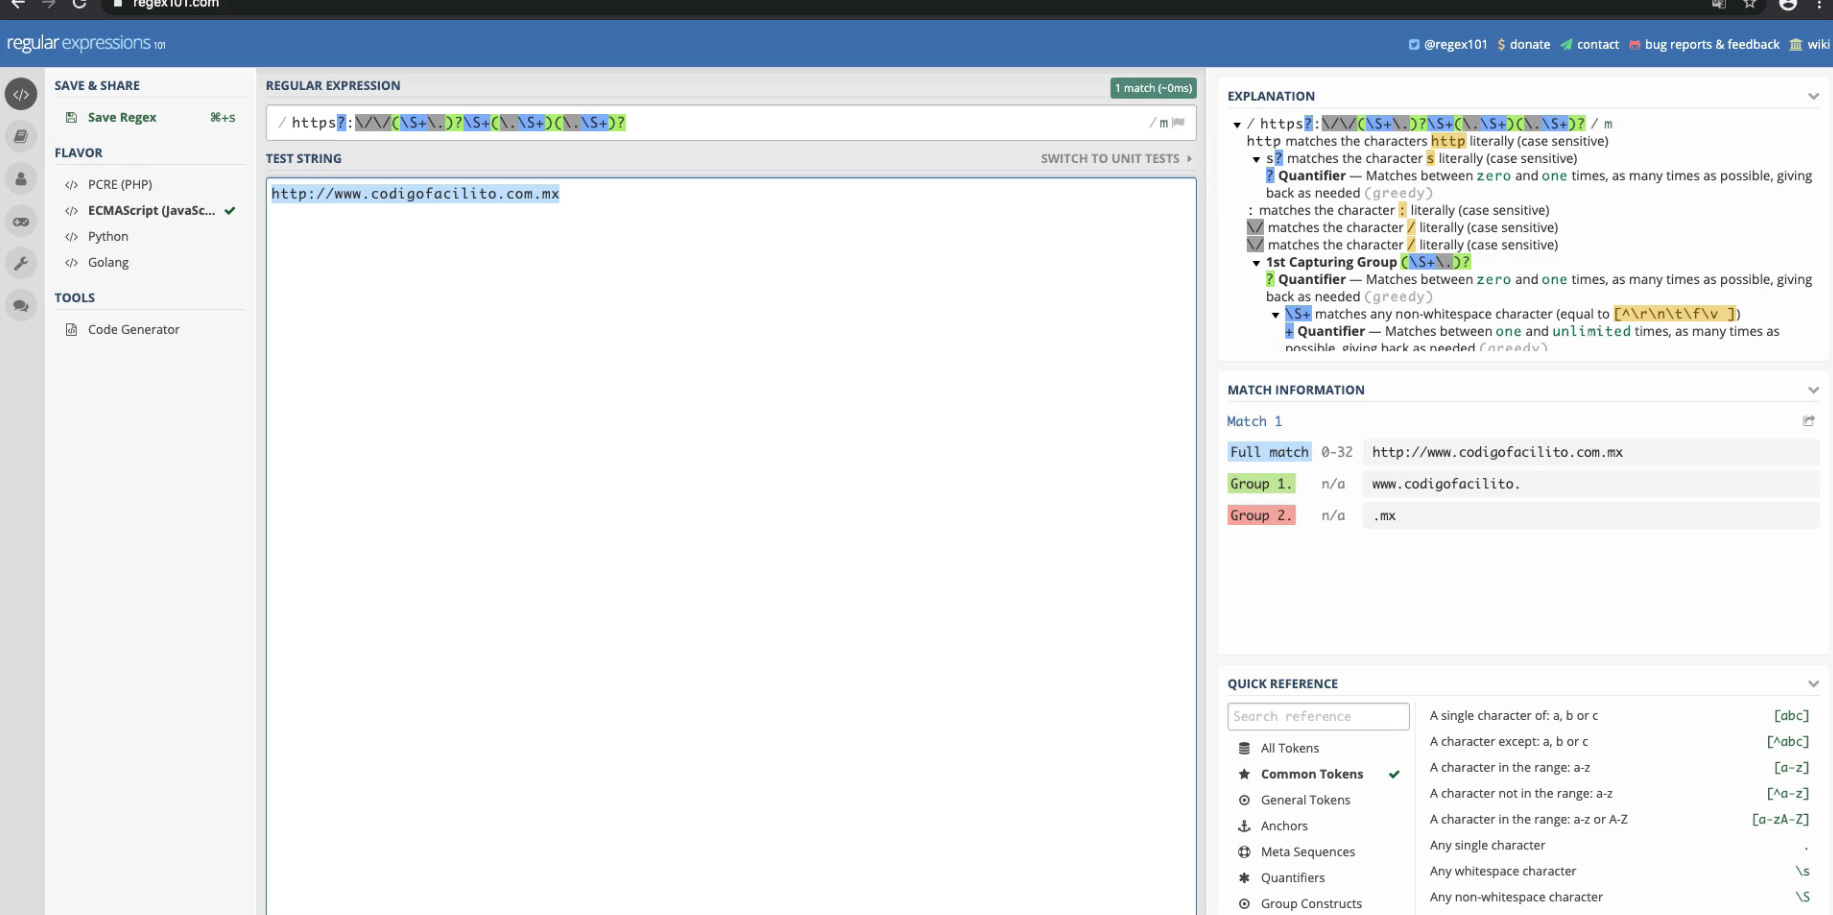 regex101.com
regular expressions 101
@regex101
$ donate
contact
bug reports & feedback
wiki
SAVE & SHARE
Save Regex ⌘+s
FLAVOR
</> PCRE (PHP)
</> ECMAScript (JavaSc...
</> Python
</> Golang
TOOLS
Code Generator
REGULAR EXPRESSION
1 match (~0ms)
/ https?:\/\/(\S+\.)?\S+(\.\S+)(\.\S+)? / m
TEST STRING
SWITCH TO UNIT TESTS
http://www.codigofacilito.com.mx
EXPLANATION
/ https?:\/\/(\S+\.)?\S+(\.\S+)(\.\S+)? / m
http matches the characters http literally (case sensitive)
s? matches the character s literally (case sensitive)
? Quantifier — Matches between zero and one times, as many times as possible, giving
back as needed (greedy)
: matches the character : literally (case sensitive)
\/ matches the character / literally (case sensitive)
\/ matches the character / literally (case sensitive)
1st Capturing Group (\S+\.)?
? Quantifier — Matches between zero and one times, as many times as possible, giving
back as needed (greedy)
\S+ matches any non-whitespace character (equal to [^\r\n\t\f\v ])
+ Quantifier — Matches between one and unlimited times, as many times as
possible, giving back as needed (greedy)
MATCH INFORMATION
Match 1
Full match 0-32 http://www.codigofacilito.com.mx
Group 1. n/a www.codigofacilito.
Group 2. n/a .mx
QUICK REFERENCE
Search reference
All Tokens
Common Tokens
General Tokens
Anchors
Meta Sequences
Quantifiers
Group Constructs
A single character of: a, b or c [abc]
A character except: a, b or c [^abc]
A character in the range: a-z [a-z]
A character not in the range: a-z [^a-z]
A character in the range: a-z or A-Z [a-zA-Z]
Any single character .
Any whitespace character \s
Any non-whitespace character \S